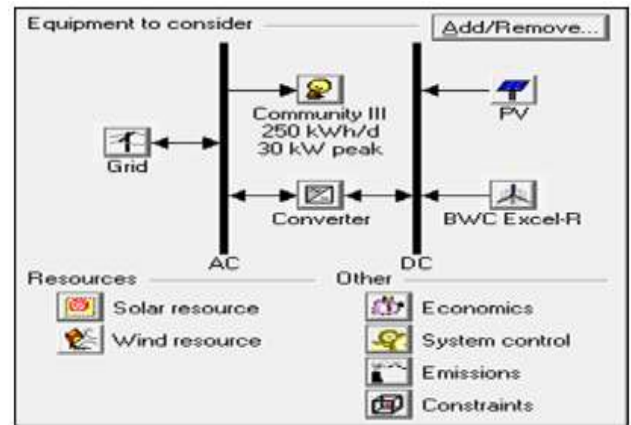 Equipment to consider
Add/Remove...
Community III
250 kWh/d
30 kW peak
PV
Grid
Converter
BWC Excel-R
AC
DC
Resources
Other
Solar resource
Economics
Wind resource
System control
Emissions
Constraints